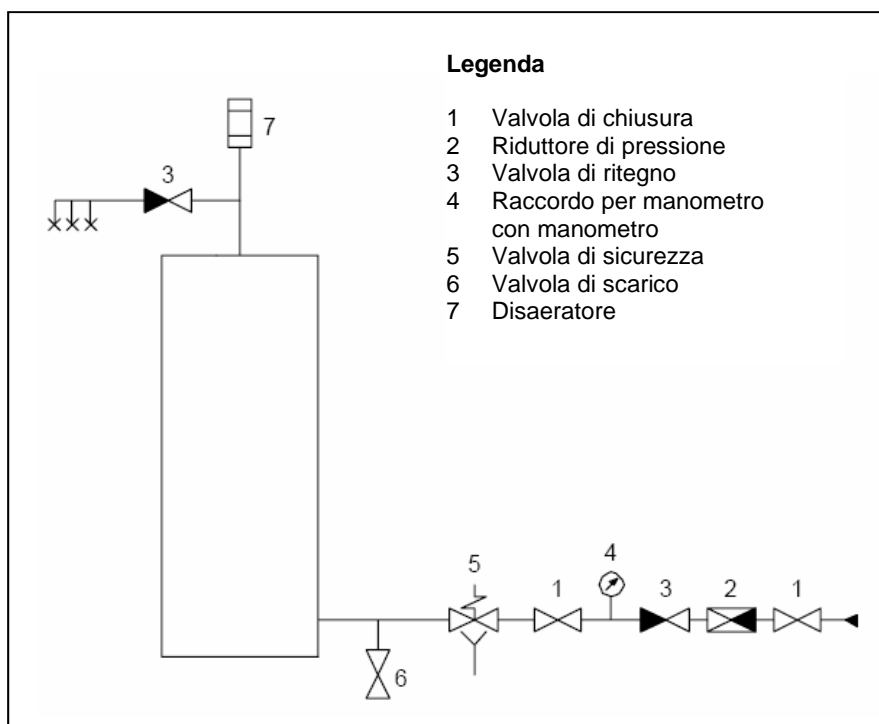 Legenda
1 Valvola di chiusura
2 Riduttore di pressione
3 Valvola di ritegno
4 Raccordo per manometro
con manometro
5 Valvola di sicurezza
6 Valvola di scarico
7 Disaeratore
7
3
5 1 4 3 2 1
6